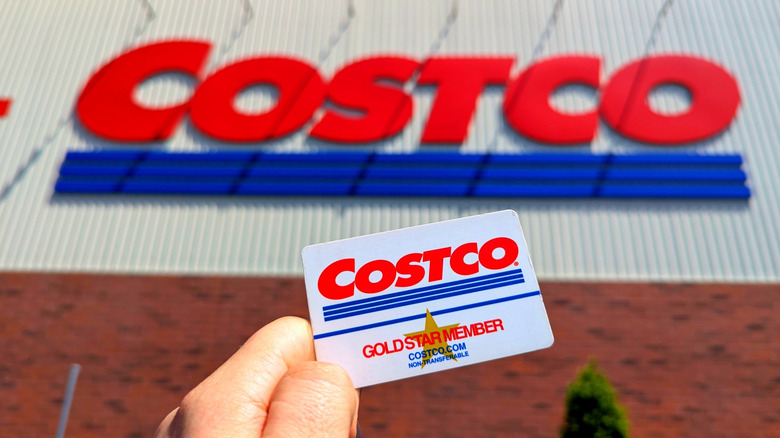 COSTCO
COSTCO®
GOLD STAR MEMBER
COSTCO.COM
NON-TRANSFERABLE